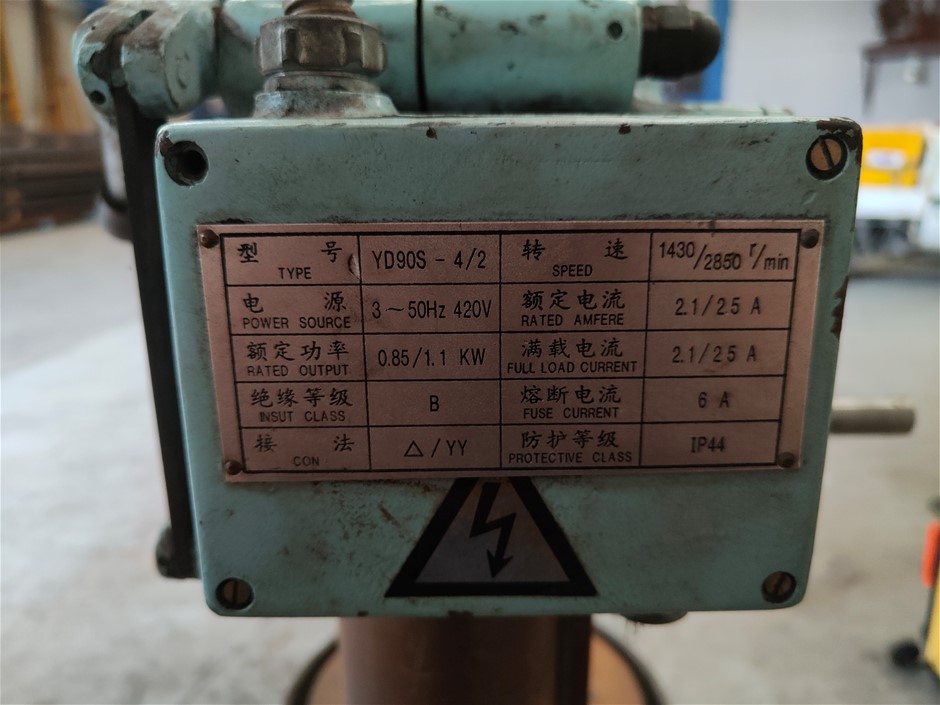 型 号 YD90S - 4/2 转 速 1430/2850 r/min
TYPE SPEED
电 源 3~50Hz 420V 额定电流 2.1/25 A
POWER SOURCE RATED AMFERE
额定功率 0.85/1.1 KW 满载电流 2.1/25 A
RATED OUTPUT FULL LOAD CURRENT
绝缘等级 B 熔断电流 6 A
INSUT CLASS FUSE CURRENT
接 法 △/YY 防护等级 IP44
CON PROTECTIVE CLASS